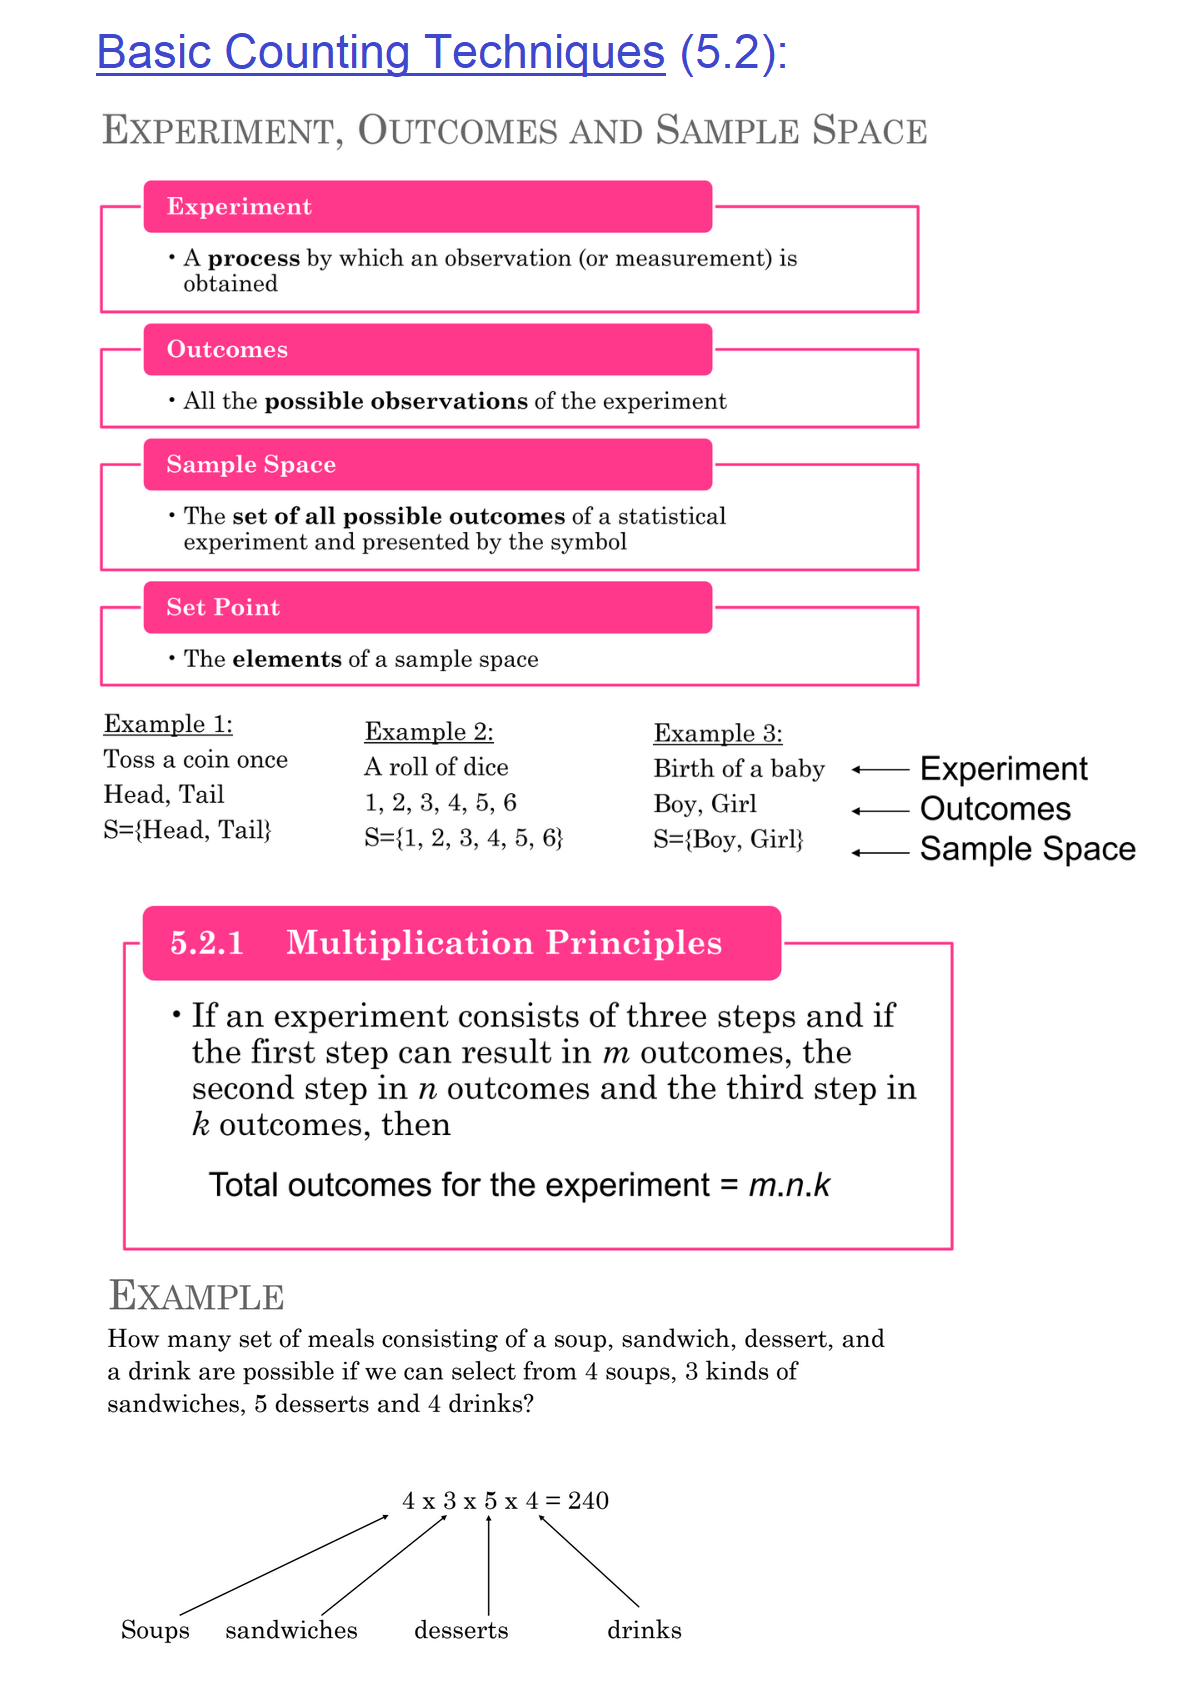 Basic Counting Techniques (5.2):
EXPERIMENT, OUTCOMES AND SAMPLE SPACE
Experiment
• A process by which an observation (or measurement) is
obtained
Outcomes
• All the possible observations of the experiment
Sample Space
• The set of all possible outcomes of a statistical
experiment and presented by the symbol
Set Point
• The elements of a sample space
Example 1:
Toss a coin once
Head, Tail
S={Head, Tail}
Example 2:
A roll of dice
1, 2, 3, 4, 5, 6
S={1, 2, 3, 4, 5, 6}
Example 3:
Birth of a baby
Boy, Girl
S={Boy, Girl}
Experiment
Outcomes
Sample Space
5.2.1 Multiplication Principles
• If an experiment consists of three steps and if
the first step can result in m outcomes, the
second step in n outcomes and the third step in
k outcomes, then
Total outcomes for the experiment = m.n.k
EXAMPLE
How many set of meals consisting of a soup, sandwich, dessert, and
a drink are possible if we can select from 4 soups, 3 kinds of
sandwiches, 5 desserts and 4 drinks?
4 x 3 x 5 x 4 = 240
Soups sandwiches desserts drinks